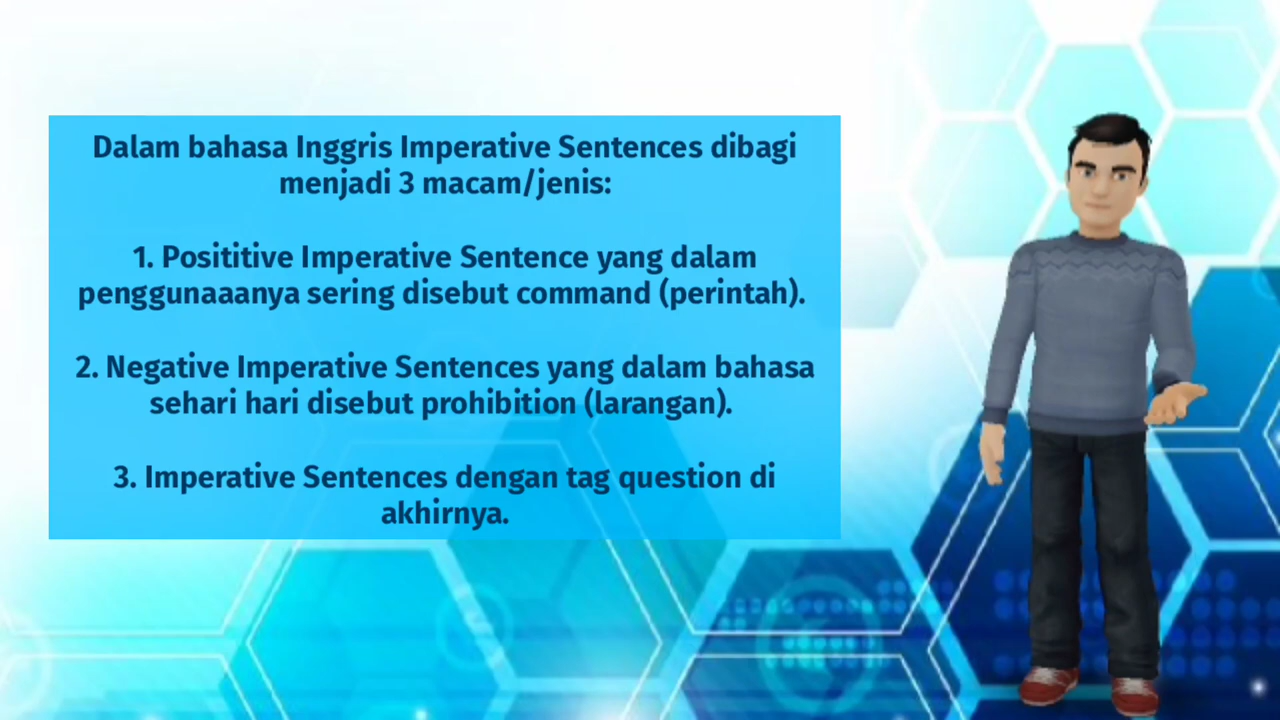 Dalam bahasa Inggris Imperative Sentences dibagi
menjadi 3 macam/jenis:
1. Posititive Imperative Sentence yang dalam
penggunaaanya sering disebut command (perintah).
2. Negative Imperative Sentences yang dalam bahasa
sehari hari disebut prohibition (larangan).
3. Imperative Sentences dengan tag question di
akhirnya.